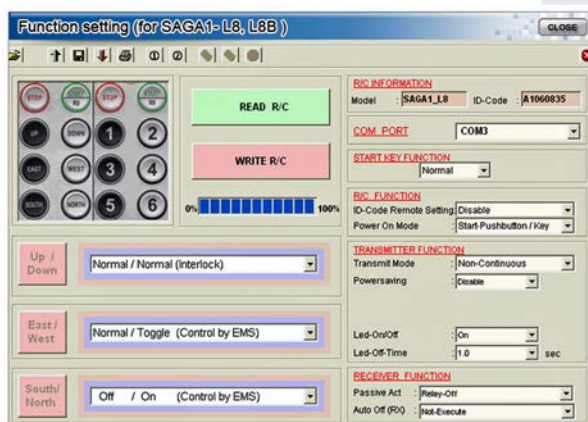 Function setting (for SAGA1- L8, L8B )
CLOSE
STOP STOP
UP DOWN 1 2
EAST WEST 3 4
SOUTH NORTH 5 6
READ R/C
WRITE R/C
0% 100%
Up / Down
Normal / Normal (Interlock)
East / West
Normal / Toggle (Control by EMS)
South/ North
Off / On (Control by EMS)
R/C INFORMATION
Model : SAGA1_L8 ID-Code : A1060835
COM PORT COM3
START KEY FUNCTION
Normal
R/C FUNCTION
ID-Code Remote Setting: Disable
Power On Mode : Start-Pushbutton / Key
TRANSMITTER FUNCTION
Transmit Mode : Non-Continuous
Powersaving : Disable
Led-On/Off : On
Led-Off-Time : 1.0 sec
RECEIVER FUNCTION
Passive Act : Relay-Off
Auto Off (RX) : Not-Execute